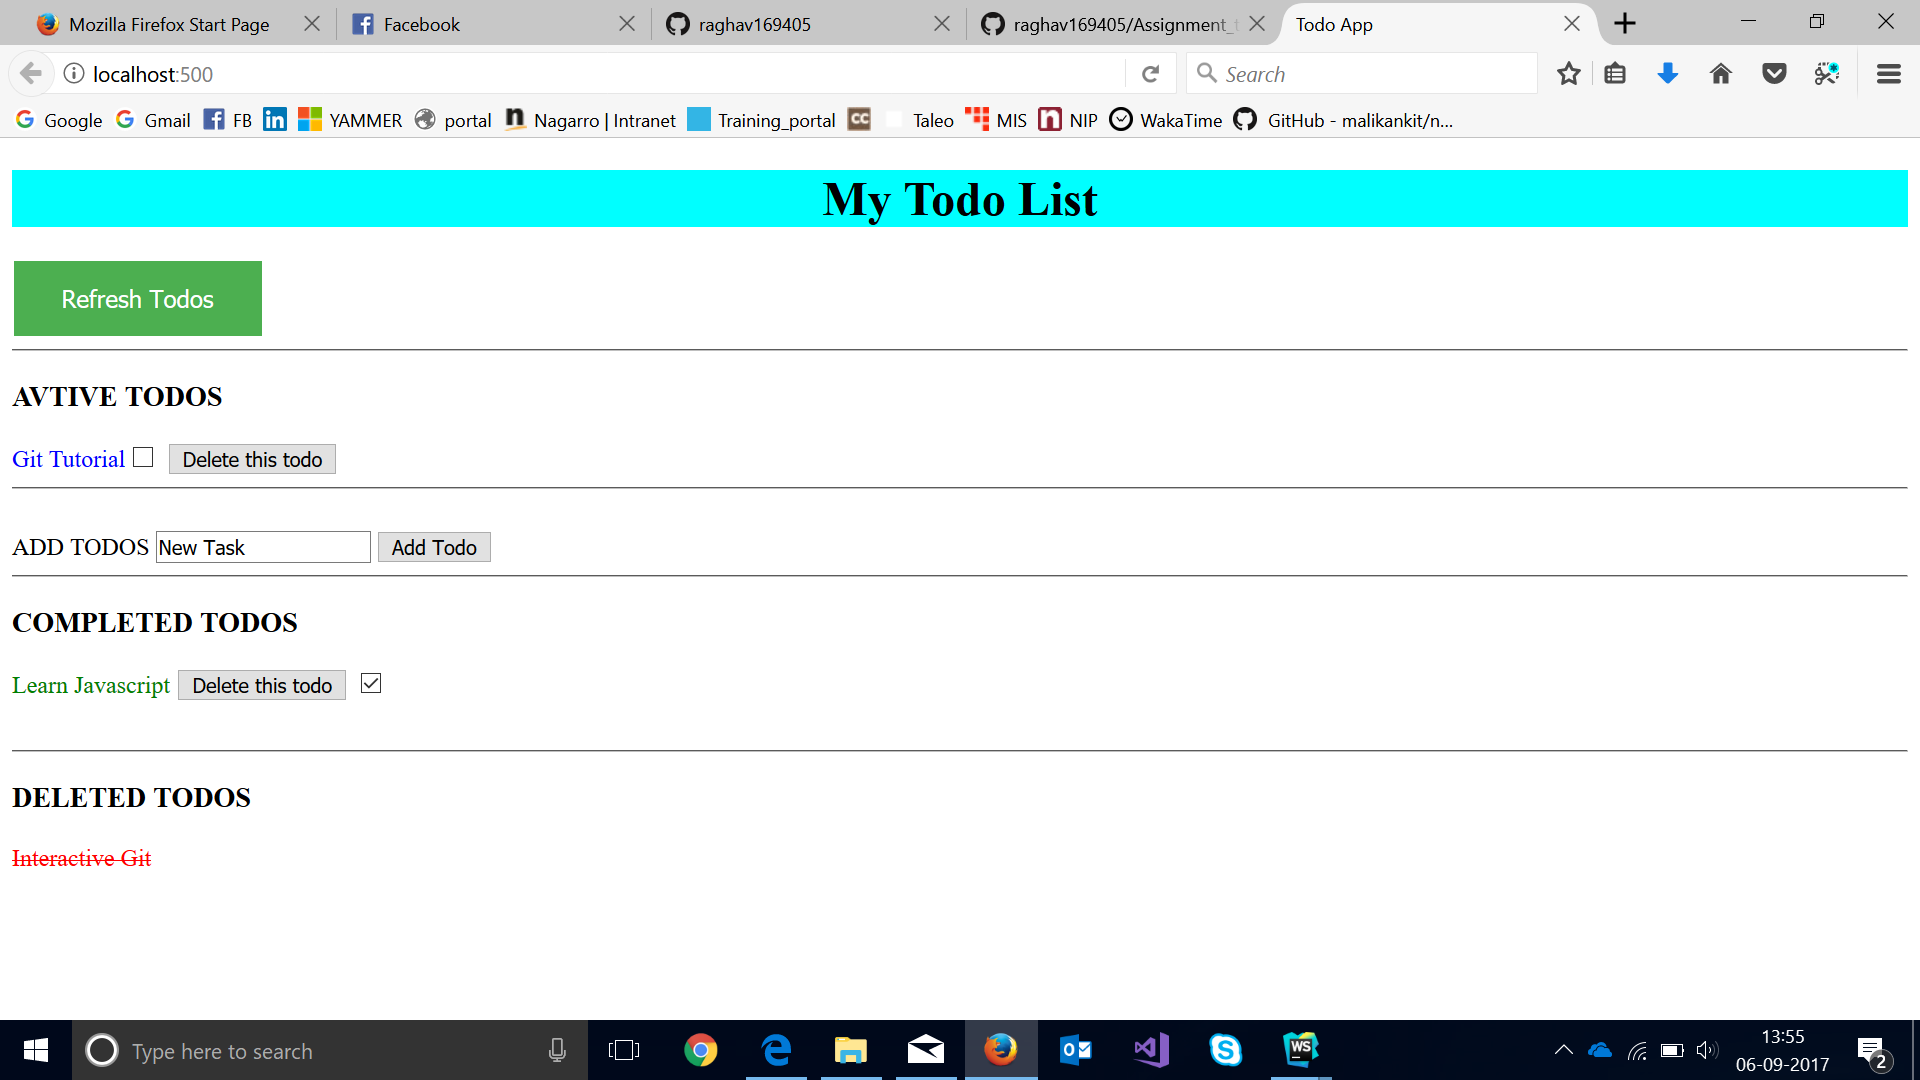 Mozilla Firefox Start Page
Facebook
raghav169405
raghav169405/Assignment_t
Todo App
localhost:500
Search
Google
Gmail
FB
YAMMER
portal
Nagarro | Intranet
Training_portal
Taleo
MIS
NIP
WakaTime
GitHub - malikankit/n...
My Todo List
Refresh Todos
AVTIVE TODOS
Git Tutorial Delete this todo
ADD TODOS New Task Add Todo
COMPLETED TODOS
Learn Javascript Delete this todo
DELETED TODOS
Interactive Git
Type here to search
13:55
06-09-2017
2